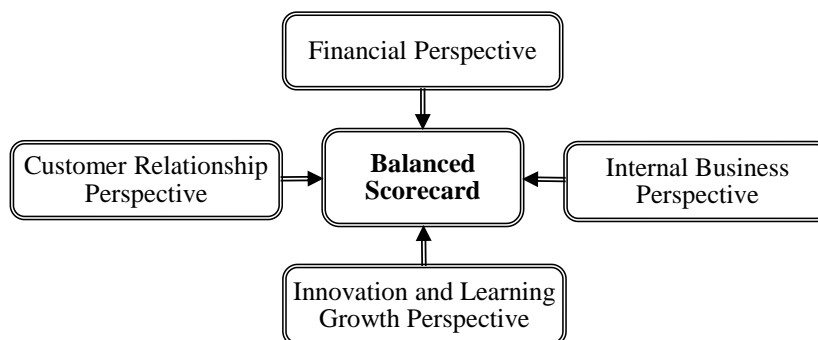 Financial Perspective
Customer Relationship
Perspective
Balanced
Scorecard
Internal Business
Perspective
Innovation and Learning
Growth Perspective